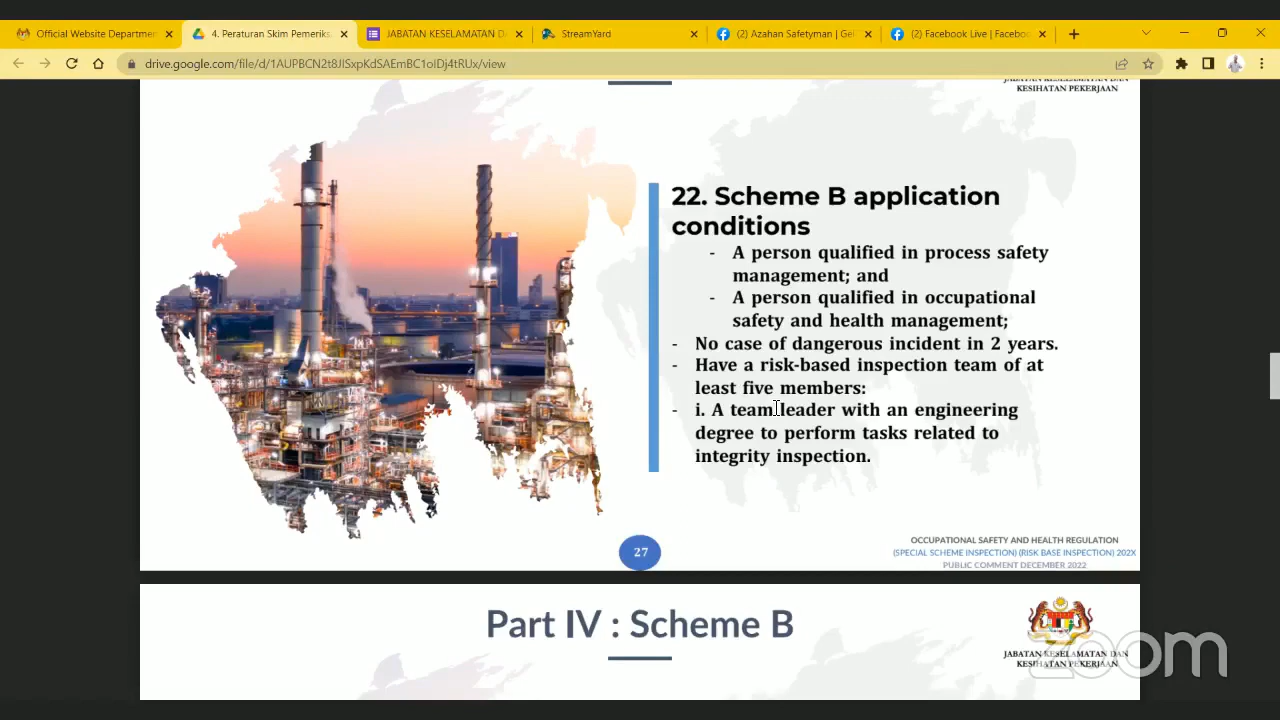 Official Website Departmen
4. Peraturan Skim Pemeriks
JABATAN KESELAMATAN D
StreamYard
(2) Azahan Safetyman | Ge
(2) Facebook Live | Faceboo
drive.google.com/file/d/1AUPBCN2t8JlSxpKdSAEmBC1oIDj4tRUx/view
JABATAN KESELAMATAN DAN
KESIHATAN PEKERJAAN
22. Scheme B application
conditions
- A person qualified in process safety
management; and
- A person qualified in occupational
safety and health management;
- No case of dangerous incident in 2 years.
- Have a risk-based inspection team of at
least five members:
- i. A team leader with an engineering
degree to perform tasks related to
integrity inspection.
27
OCCUPATIONAL SAFETY AND HEALTH REGULATION
(SPECIAL SCHEME INSPECTION) (RISK BASE INSPECTION) 202X
PUBLIC COMMENT DECEMBER 2022
Part IV : Scheme B
JABATAN KESELAMATAN DAN
KESIHATAN PEKERJAAN
zoom